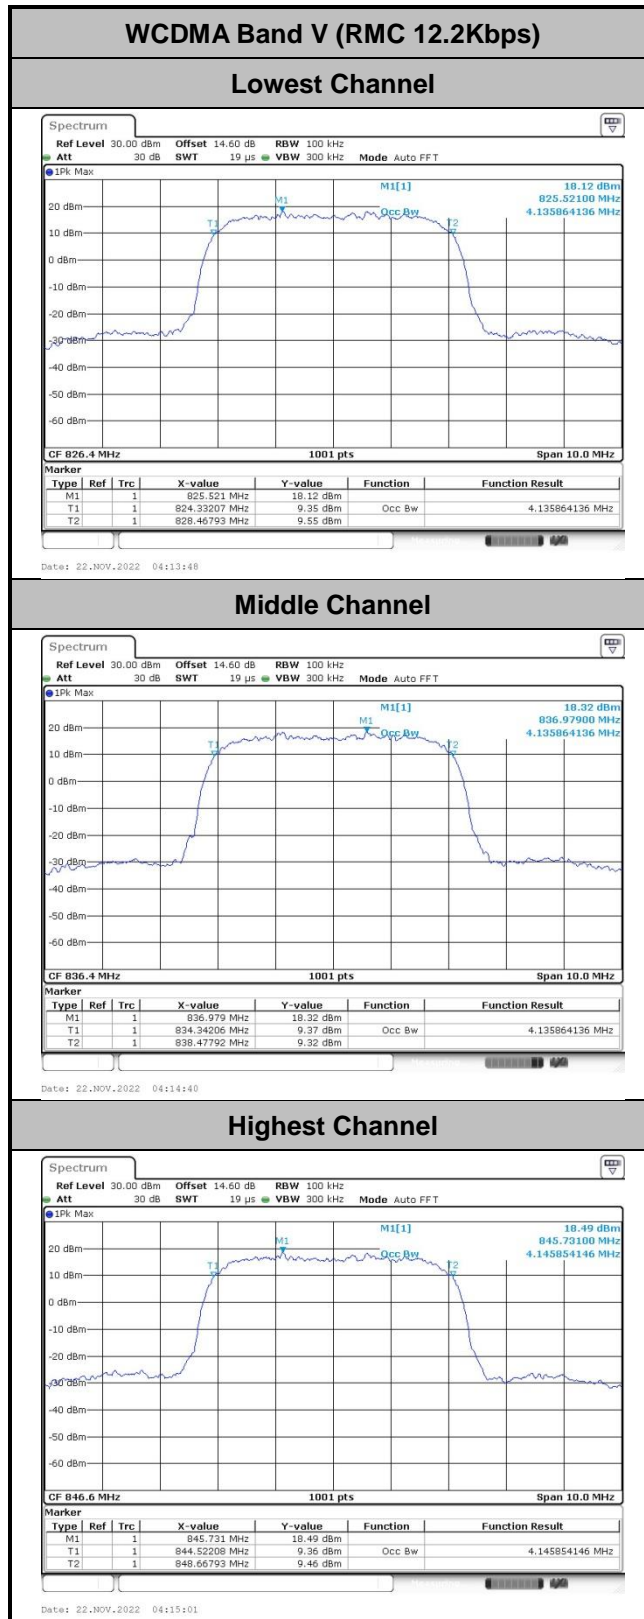 WCDMA Band V (RMC 12.2Kbps)
Lowest Channel
Spectrum
Ref Level 30.00 dBm Offset 14.60 dB RBW 100 kHz
Att 30 dB SWT 19 µs VBW 300 kHz Mode Auto FFT
1Pk Max
M1[1] 18.12 dBm
825.52100 MHz
Occ Bw 4.135864136 MHz
M1
T1
T2
20 dBm
10 dBm
0 dBm
-10 dBm
-20 dBm
-30 dBm
-40 dBm
-50 dBm
-60 dBm
CF 826.4 MHz 1001 pts Span 10.0 MHz
Marker
Type Ref Trc X-value Y-value Function Function Result
M1 1 825.521 MHz 18.12 dBm
T1 1 824.33207 MHz 9.35 dBm Occ Bw 4.135864136 MHz
T2 1 828.46793 MHz 9.55 dBm
Date: 22.NOV.2022 04:13:48
Middle Channel
Spectrum
Ref Level 30.00 dBm Offset 14.60 dB RBW 100 kHz
Att 30 dB SWT 19 µs VBW 300 kHz Mode Auto FFT
1Pk Max
M1[1] 18.32 dBm
836.97900 MHz
Occ Bw 4.135864136 MHz
M1
T1
T2
20 dBm
10 dBm
0 dBm
-10 dBm
-20 dBm
-30 dBm
-40 dBm
-50 dBm
-60 dBm
CF 836.4 MHz 1001 pts Span 10.0 MHz
Marker
Type Ref Trc X-value Y-value Function Function Result
M1 1 836.979 MHz 18.32 dBm
T1 1 834.34206 MHz 9.37 dBm Occ Bw 4.135864136 MHz
T2 1 838.47792 MHz 9.32 dBm
Date: 22.NOV.2022 04:14:40
Highest Channel
Spectrum
Ref Level 30.00 dBm Offset 14.60 dB RBW 100 kHz
Att 30 dB SWT 19 µs VBW 300 kHz Mode Auto FFT
1Pk Max
M1[1] 18.49 dBm
845.73100 MHz
Occ Bw 4.145854146 MHz
M1
T1
T2
20 dBm
10 dBm
0 dBm
-10 dBm
-20 dBm
-30 dBm
-40 dBm
-50 dBm
-60 dBm
CF 846.6 MHz 1001 pts Span 10.0 MHz
Marker
Type Ref Trc X-value Y-value Function Function Result
M1 1 845.731 MHz 18.49 dBm
T1 1 844.52208 MHz 9.36 dBm Occ Bw 4.145854146 MHz
T2 1 848.66793 MHz 9.46 dBm
Date: 22.NOV.2022 04:15:01